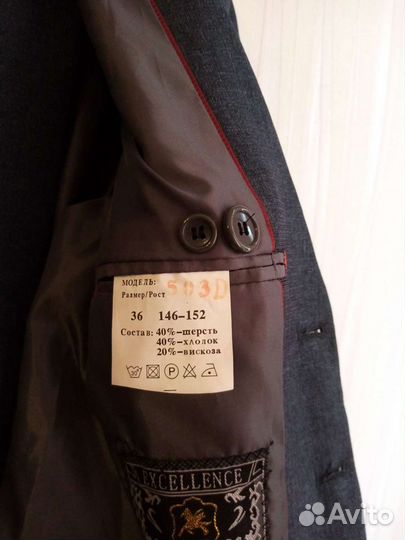 МОДЕЛЬ: 503D
Размер/Рост
36 146-152
Состав: 40%-шерсть
40%-хлопок
20%-вискоза
P
EXCELLENCE
Avito